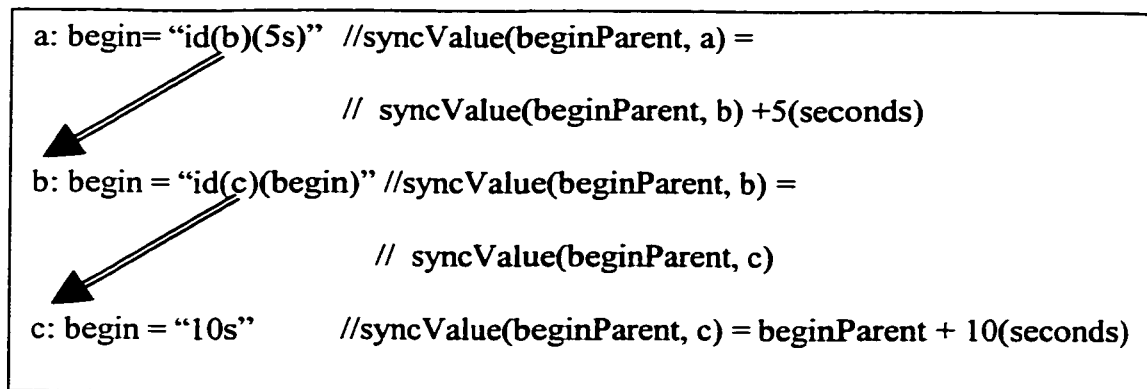 a: begin= “id(b)(5s)” //syncValue(beginParent, a) =
// syncValue(beginParent, b) +5(seconds)
b: begin = “id(c)(begin)” //syncValue(beginParent, b) =
// syncValue(beginParent, c)
c: begin = “10s” //syncValue(beginParent, c) = beginParent + 10(seconds)